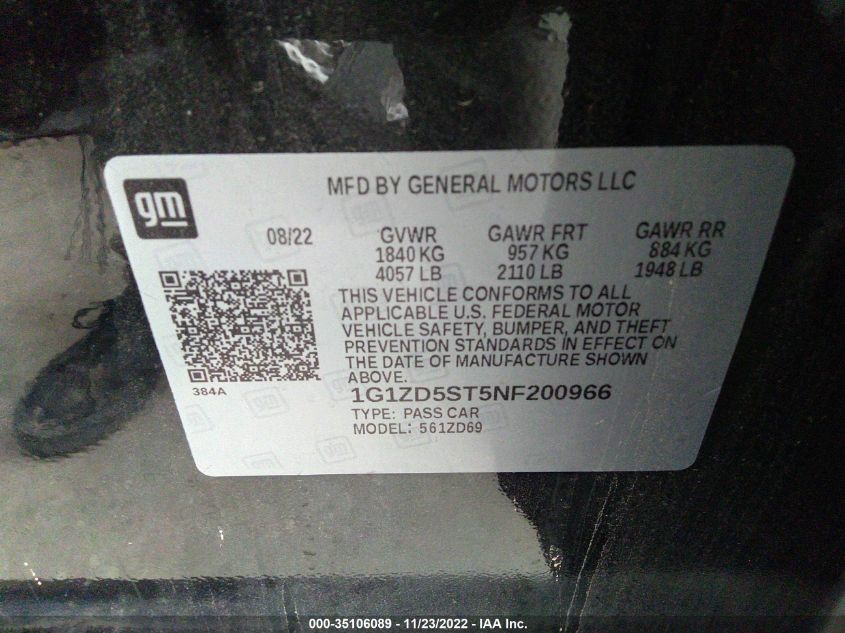 gm
MFD BY GENERAL MOTORS LLC
08/22 GVWR GAWR FRT GAWR RR
1840 KG 957 KG 884 KG
4057 LB 2110 LB 1948 LB
THIS VEHICLE CONFORMS TO ALL
APPLICABLE U.S. FEDERAL MOTOR
VEHICLE SAFETY, BUMPER, AND THEFT
PREVENTION STANDARDS IN EFFECT ON
THE DATE OF MANUFACTURE SHOWN
ABOVE.
384A
1G1ZD5ST5NF200966
TYPE: PASS CAR
MODEL: 561ZD69
000-35106089 - 11/23/2022 - IAA Inc.